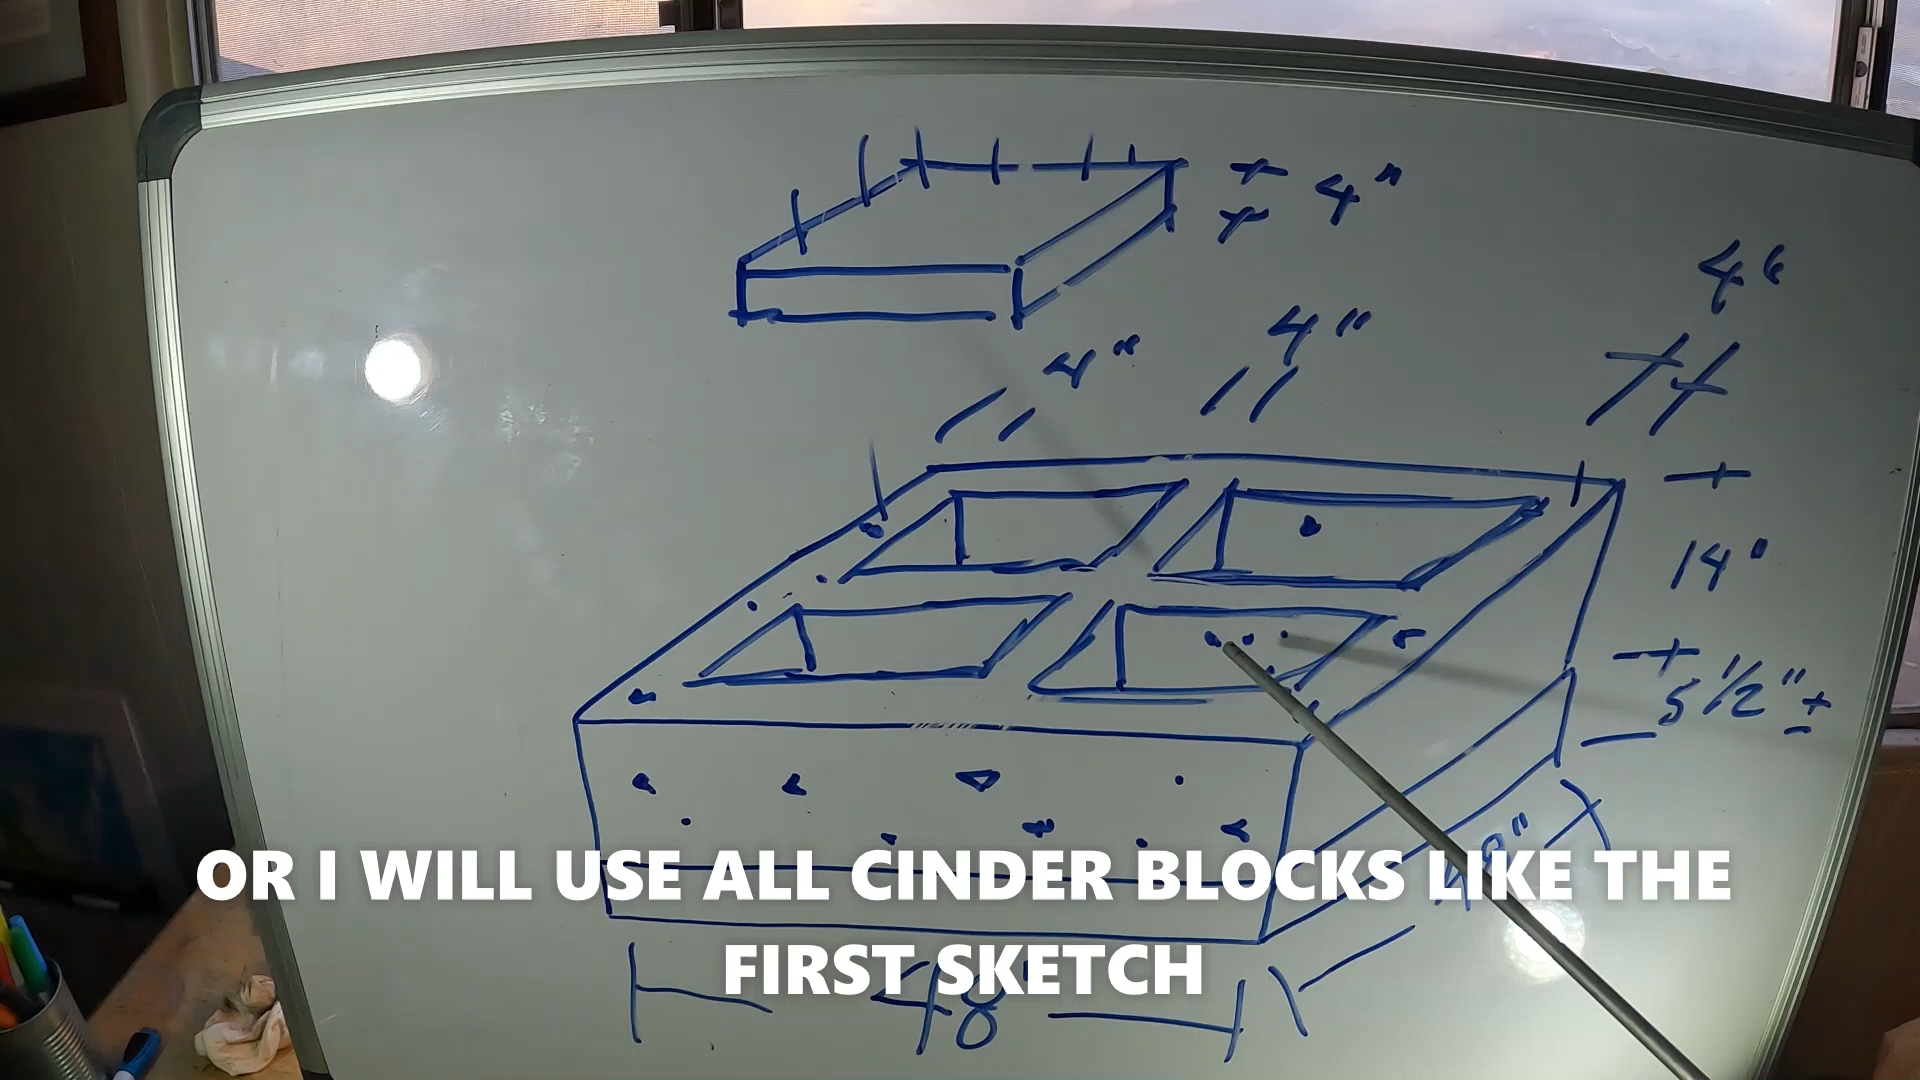 4"
4"
4"
4"
14"
5 1/2" ±
OR I WILL USE ALL CINDER BLOCKS LIKE THE
FIRST SKETCH
48"